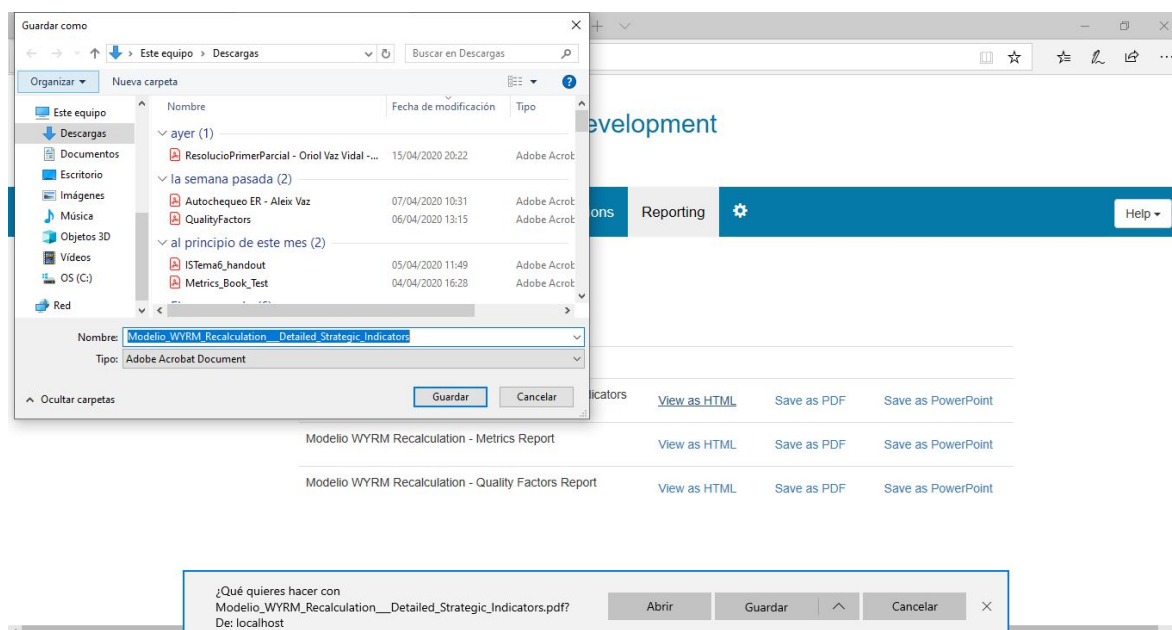 Guardar como
Este equipo > Descargas
Buscar en Descargas
Organizar
Nueva carpeta
Este equipo
Descargas
Documentos
Escritorio
Imágenes
Música
Objetos 3D
Vídeos
OS (C:)
Red
Nombre Fecha de modificación Tipo
ayer (1)
ResolucioPrimerParcial - Oriol Vaz Vidal -... 15/04/2020 20:22 Adobe Acrob
la semana pasada (2)
Autochequeo ER - Aleix Vaz 07/04/2020 10:31 Adobe Acrob
QualityFactors 06/04/2020 13:15 Adobe Acrob
al principio de este mes (2)
ISTema6_handout 05/04/2020 11:49 Adobe Acrob
Metrics_Book_Test 04/04/2020 16:28 Adobe Acrob
Nombre: Modelio_WYRM_Recalculation__Detailed_Strategic_Indicators
Tipo: Adobe Acrobat Document
Ocultar carpetas
Guardar
Cancelar
evelopment
ons
Reporting
Help
licators View as HTML Save as PDF Save as PowerPoint
Modelio WYRM Recalculation - Metrics Report View as HTML Save as PDF Save as PowerPoint
Modelio WYRM Recalculation - Quality Factors Report View as HTML Save as PDF Save as PowerPoint
¿Qué quieres hacer con
Modelio_WYRM_Recalculation__Detailed_Strategic_Indicators.pdf?
De: localhost
Abrir
Guardar
Cancelar